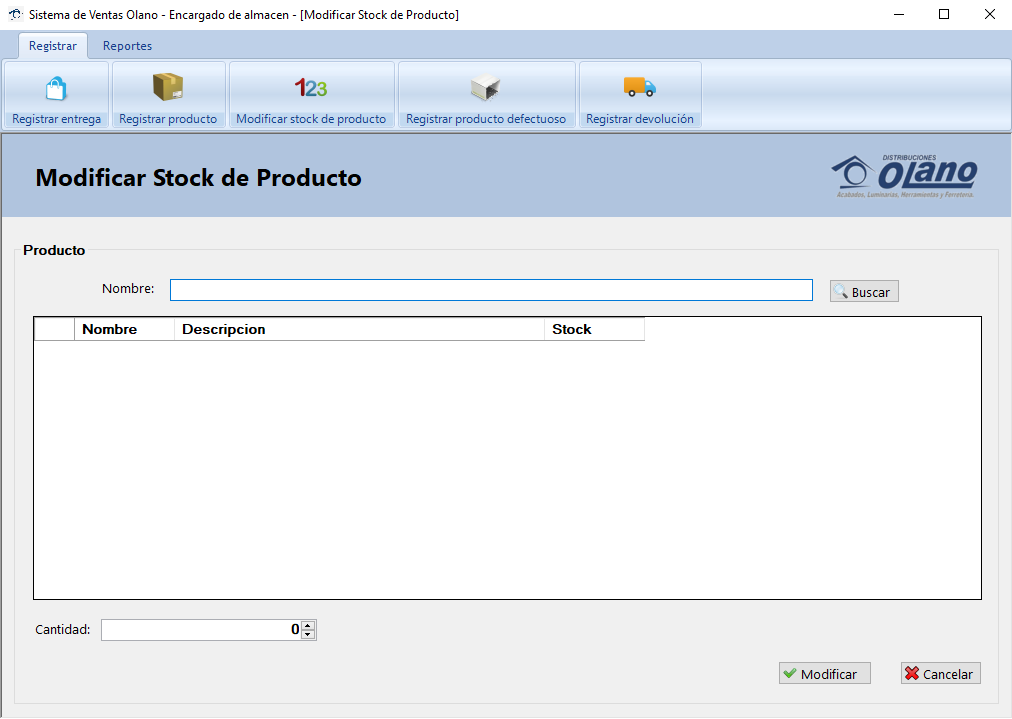 Sistema de Ventas Olano - Encargado de almacen - [Modificar Stock de Producto]
Registrar Reportes
123
Registrar entrega Registrar producto Modificar stock de producto Registrar producto defectuoso Registrar devolución
Modificar Stock de Producto
DISTRIBUCIONES
Olano
Acabados, Luminarias, Herramientas y Ferretería.
Producto
Nombre: Buscar
Nombre Descripcion Stock
Cantidad: 0
Modificar Cancelar